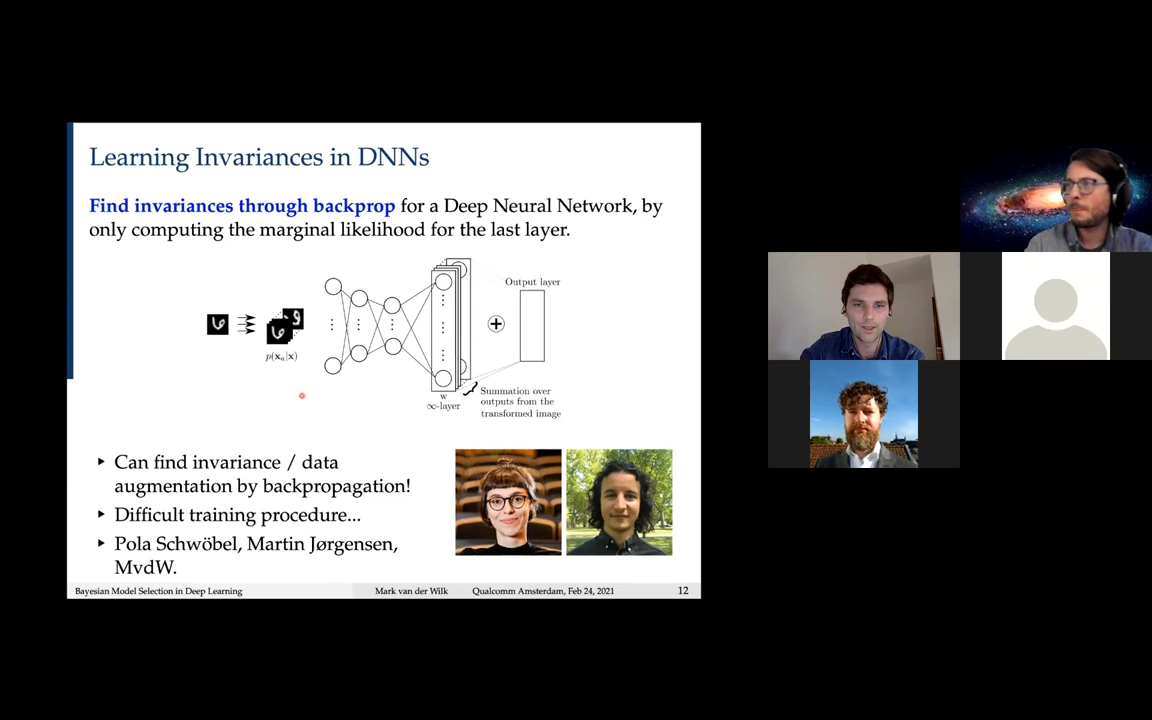 Learning Invariances in DNNs
Find invariances through backprop for a Deep Neural Network, by
only computing the marginal likelihood for the last layer.
Output layer
p(xₐ|x)
w
∞-layer
Summation over
outputs from the
transformed image
‣ Can find invariance / data
augmentation by backpropagation!
‣ Difficult training procedure...
‣ Pola Schwöbel, Martin Jørgensen,
MvdW.
Bayesian Model Selection in Deep Learning
Mark van der Wilk
Qualcomm Amsterdam, Feb 24, 2021
12